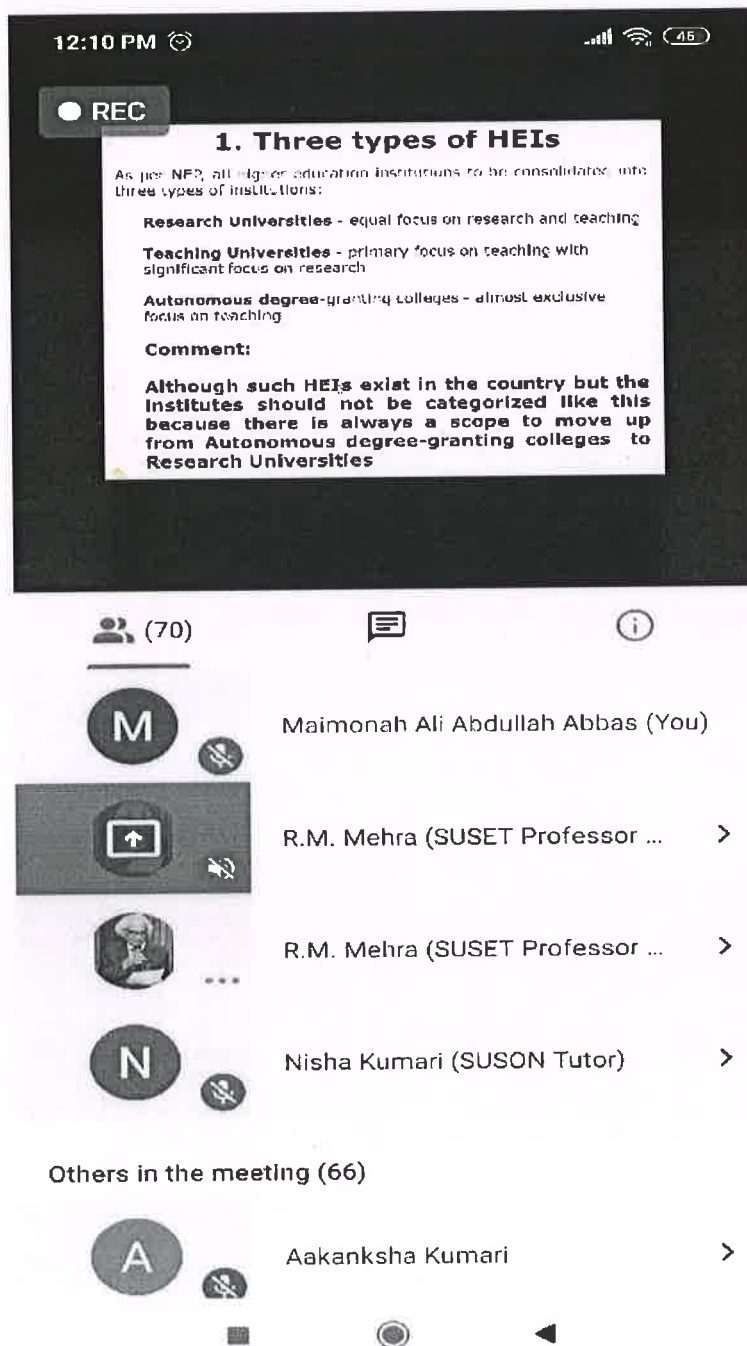 12:10 PM
45
REC
1. Three types of HEIs
As per NEP, all higher education institutions to be consolidated into
three types of institutions:
Research Universities - equal focus on research and teaching
Teaching Universities - primary focus on teaching with
significant focus on research
Autonomous degree-granting colleges - almost exclusive
focus on teaching
Comment:
Although such HEIs exist in the country but the
institutes should not be categorized like this
because there is always a scope to move up
from Autonomous degree-granting colleges to
Research Universities
(70)
M
Maimonah Ali Abdullah Abbas (You)
R.M. Mehra (SUSET Professor ...
R.M. Mehra (SUSET Professor ...
N
Nisha Kumari (SUSON Tutor)
Others in the meeting (66)
A
Aakanksha Kumari